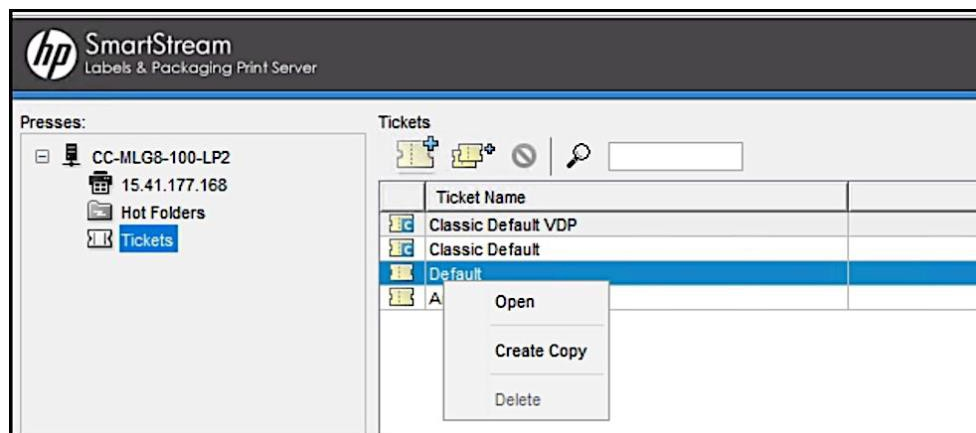 hp
SmartStream
Labels & Packaging Print Server
Presses:
CC-MLG8-100-LP2
15.41.177.168
Hot Folders
Tickets
Tickets
Ticket Name
Classic Default VDP
Classic Default
Default
Open
Create Copy
Delete